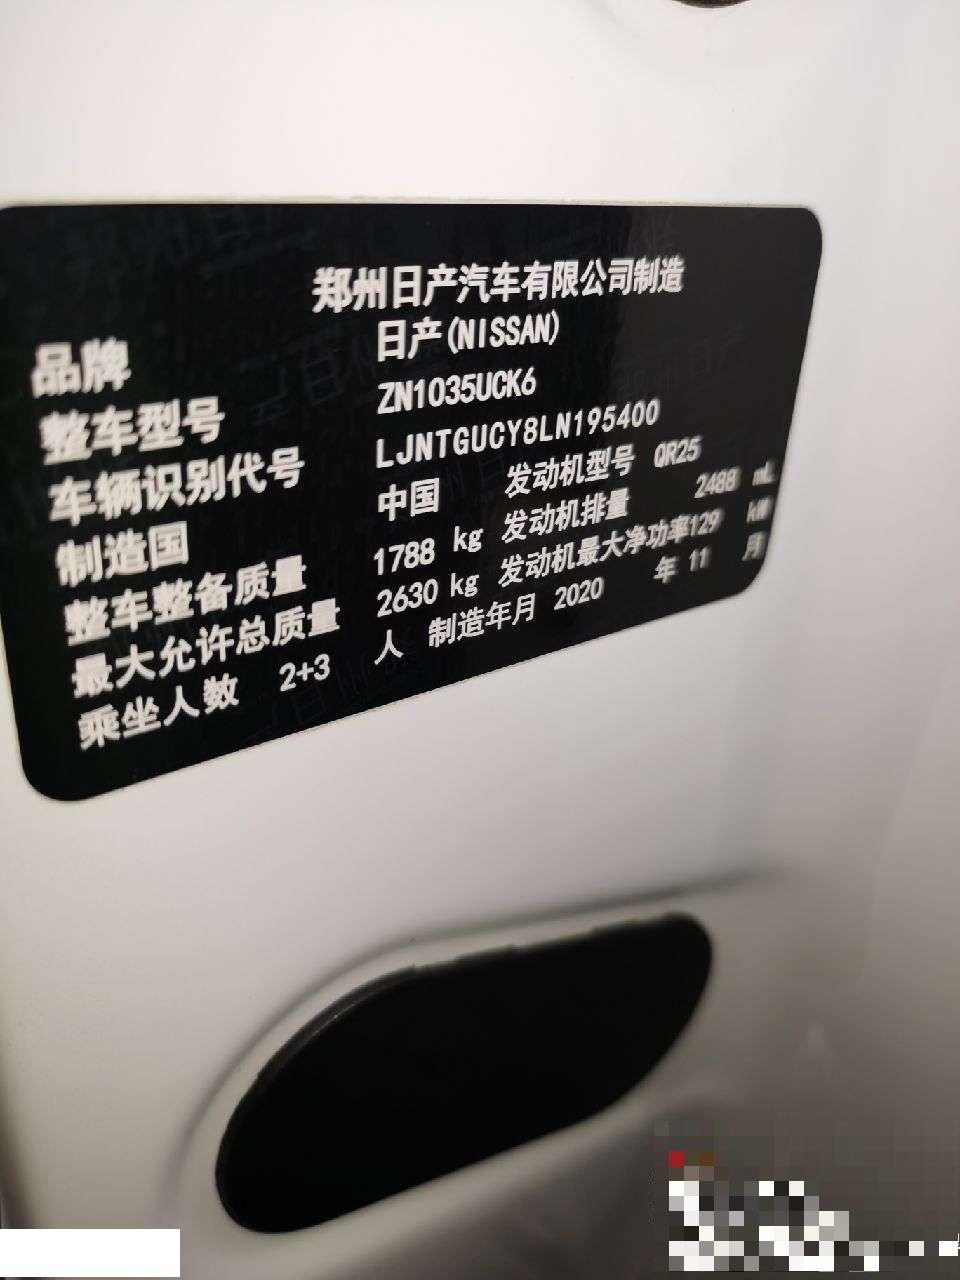 郑州日产汽车有限公司制造
品牌 日产(NISSAN)
整车型号 ZN1035UCK6
车辆识别代号 LJNTGUCY8LN195400
制造国 中国 发动机型号 QR25
整车整备质量 1788 kg 发动机排量 2488 mL
最大允许总质量 2630 kg 发动机最大净功率129 kW
乘坐人数 2+3 人 制造年月 2020 年 11 月